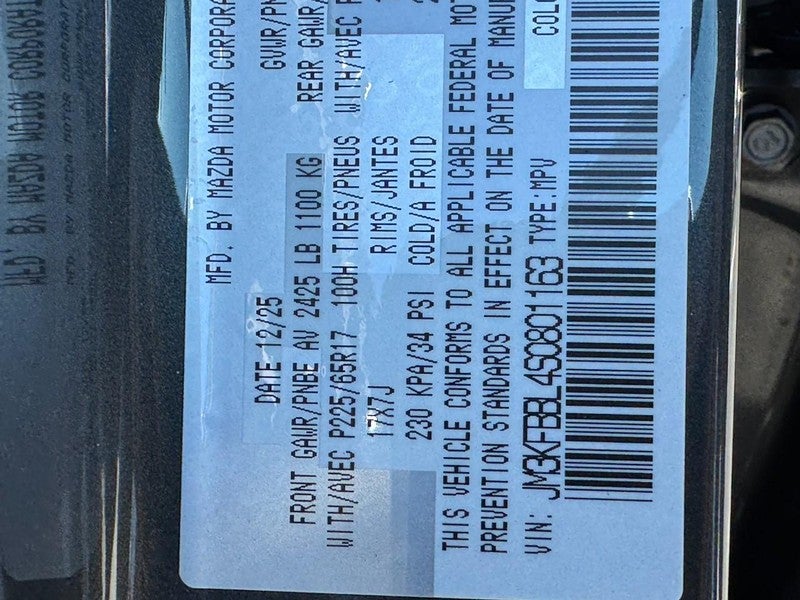 MFD. BY MAZDA MOTOR CORPORA
DATE 12/25
GVWR/PN
FRONT GAWR/PNBE AV 2425 LB 1100 KG
REAR GAWR/
WITH/AVEC P225/65R17 100H TIRES/PNEUS
WITH/AVEC P
17X7J
RIMS/JANTES
230 KPA/34 PSI
COLD/A FROID
THIS VEHICLE CONFORMS TO ALL APPLICABLE FEDERAL MOT
PREVENTION STANDARDS IN EFFECT ON THE DATE OF MANU
VIN: JM3KFBBL4S0801163 TYPE:MPV
COLO